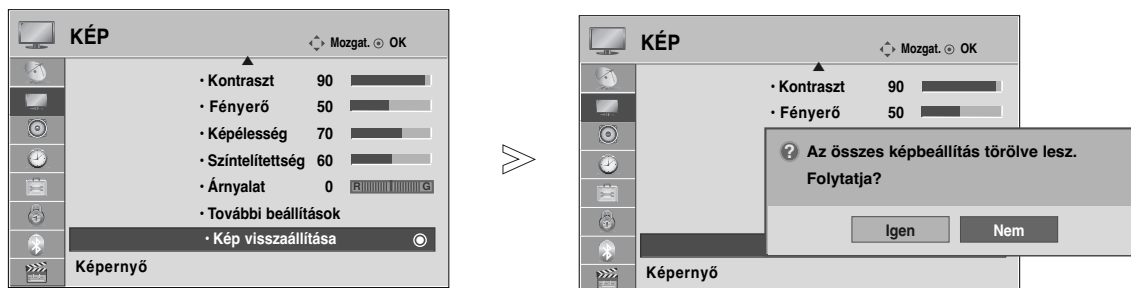 KÉP
Mozgat. OK
• Kontraszt 90
• Fényerő 50
• Képélesség 70
• Színtelítettség 60
• Árnyalat 0 R G
• További beállítások
• Kép visszaállítása
Képernyő
KÉP
Mozgat. OK
• Kontraszt 90
• Fényerő 50
? Az összes képbeállítás törölve lesz.
Folytatja?
Igen Nem
Képernyő